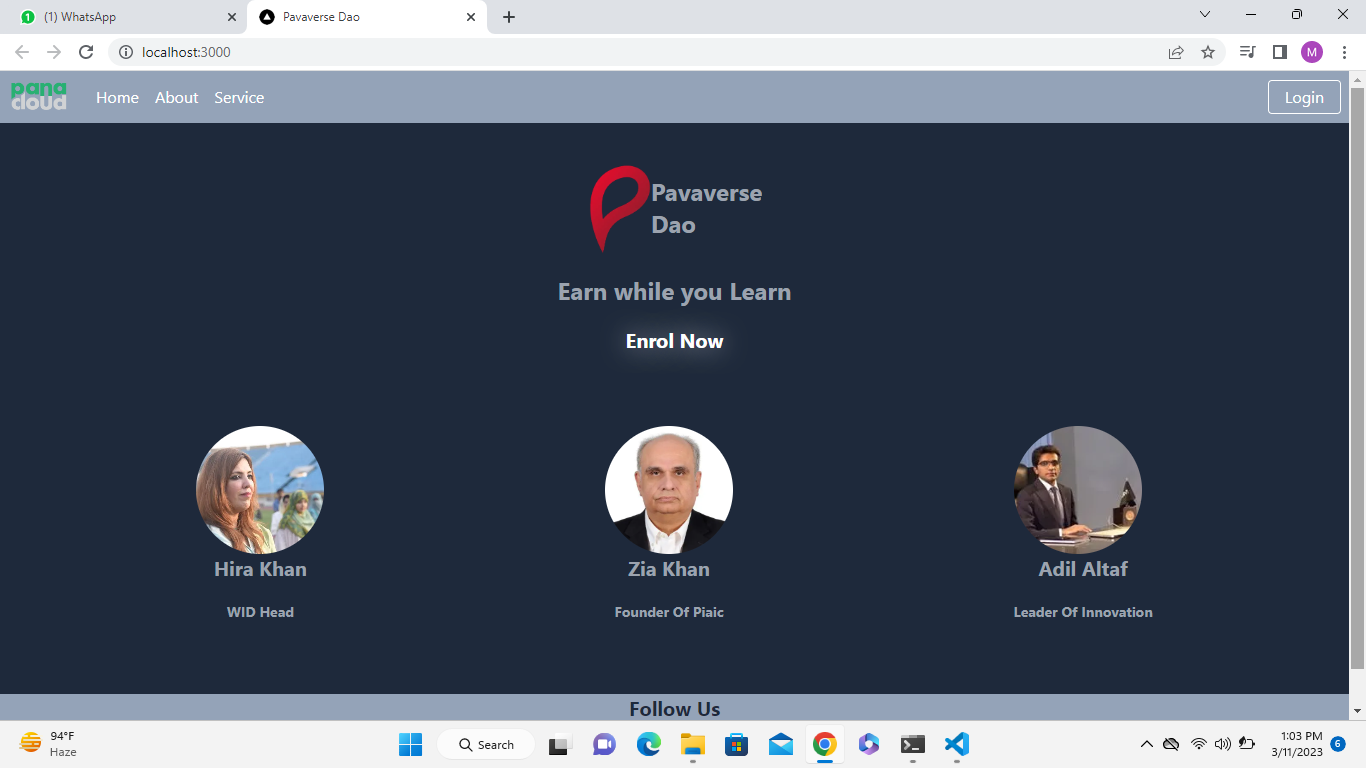 (1) WhatsApp
Pavaverse Dao
localhost:3000
M
pana
cloud
Home About Service
Login
Pavaverse
Dao
Earn while you Learn
Enrol Now
Hira Khan
Zia Khan
Adil Altaf
WID Head
Founder Of Piaic
Leader Of Innovation
Follow Us
94°F
Haze
Search
1:03 PM
3/11/2023
6